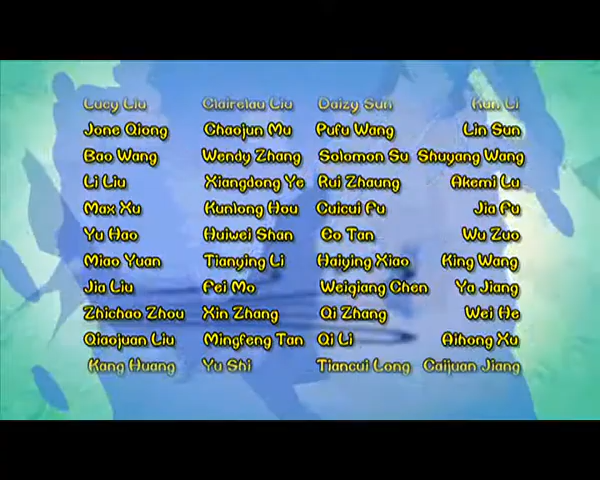 Lucy Liu Clairelau Liu Daizy Sun Kun Li
Jone Qiong Chaojun Mu Pufu Wang Lin Sun
Bao Wang Wendy Zhang Solomon Su Shuyang Wang
Li Liu Xiangdong Ye Rui Zhaung Akemi Lu
Max Xu Kunlong Hou Cuicui Fu Jia Fu
Yu Hao Huiwei Shan Bo Tan Wu Zuo
Miao Yuan Tianying Li Haiying Xiao King Wang
Jia Liu Fei Mo Weiqiang Chen Ya Jiang
Zhichao Zhou Xin Zhang Qi Zhang Wei He
Qiaojuan Liu Mingfeng Tan Qi Li Aihong Xu
Kang Huang Yu Shi Tiancui Long Caijuan Jiang